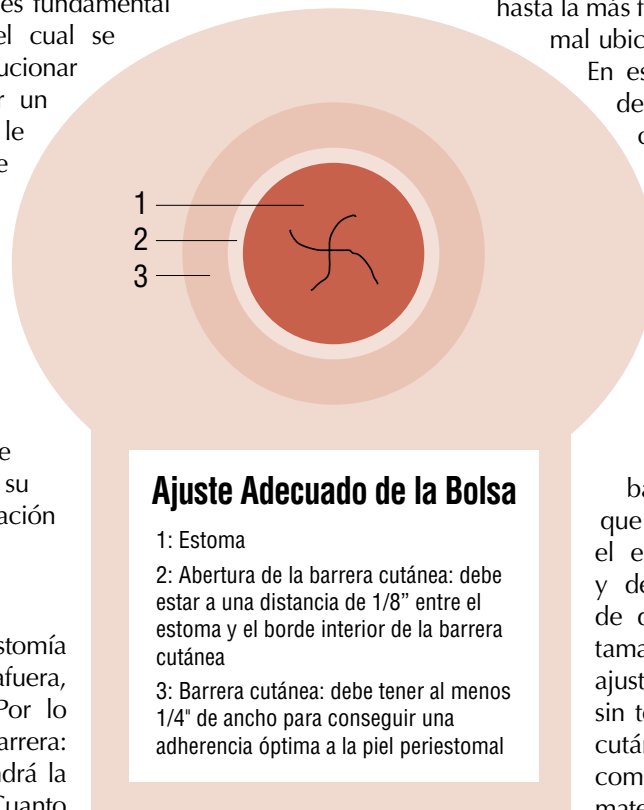 es fundamental
el cual se
ucionar
r un
le
e
e
su
ación
stomía
afuera,
Por lo
arrera:
ndrá la
Cuanto
1
2
3
Ajuste Adecuado de la Bolsa
1: Estoma
2: Abertura de la barrera cutánea: debe
estar a una distancia de 1/8” entre el
estoma y el borde interior de la barrera
cutánea
3: Barrera cutánea: debe tener al menos
1/4" de ancho para conseguir una
adherencia óptima a la piel periestomal
hasta la más f
mal ubic
En es
de
ba
que
el e
y de
de c
tama
ajust
sin t
cután
com
mate